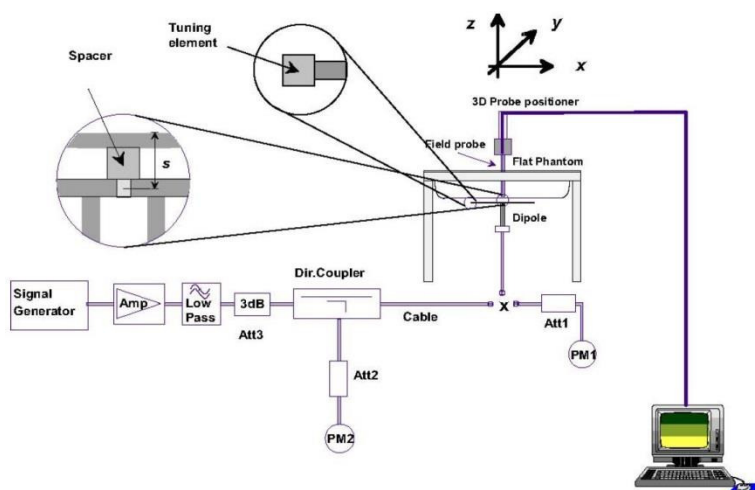 Tuning
element
Spacer
z
y
x
3D Probe positioner
Field probe
Flat Phantom
s
Dipole
Dir.Coupler
Signal
Generator
Amp
Low
Pass
3dB
Att3
Cable
x
Att1
PM1
Att2
PM2